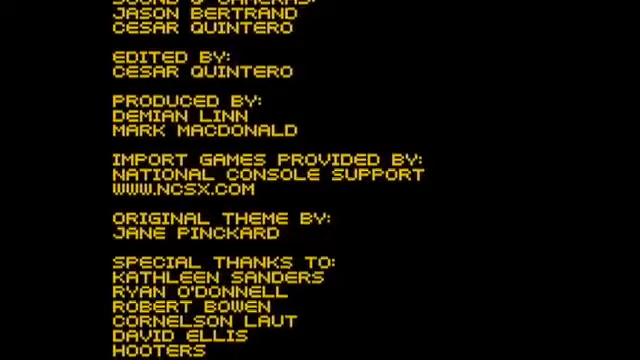 SOUND & CAMERAS:
JASON BERTRAND
CESAR QUINTERO
EDITED BY:
CESAR QUINTERO
PRODUCED BY:
DEMIAN LINN
MARK MACDONALD
IMPORT GAMES PROVIDED BY:
NATIONAL CONSOLE SUPPORT
WWW.NCSX.COM
ORIGINAL THEME BY:
JANE PINCKARD
SPECIAL THANKS TO:
KATHLEEN SANDERS
RYAN O'DONNELL
ROBERT BOWEN
CORNELSON LAUT
DAVID ELLIS
HOOTERS